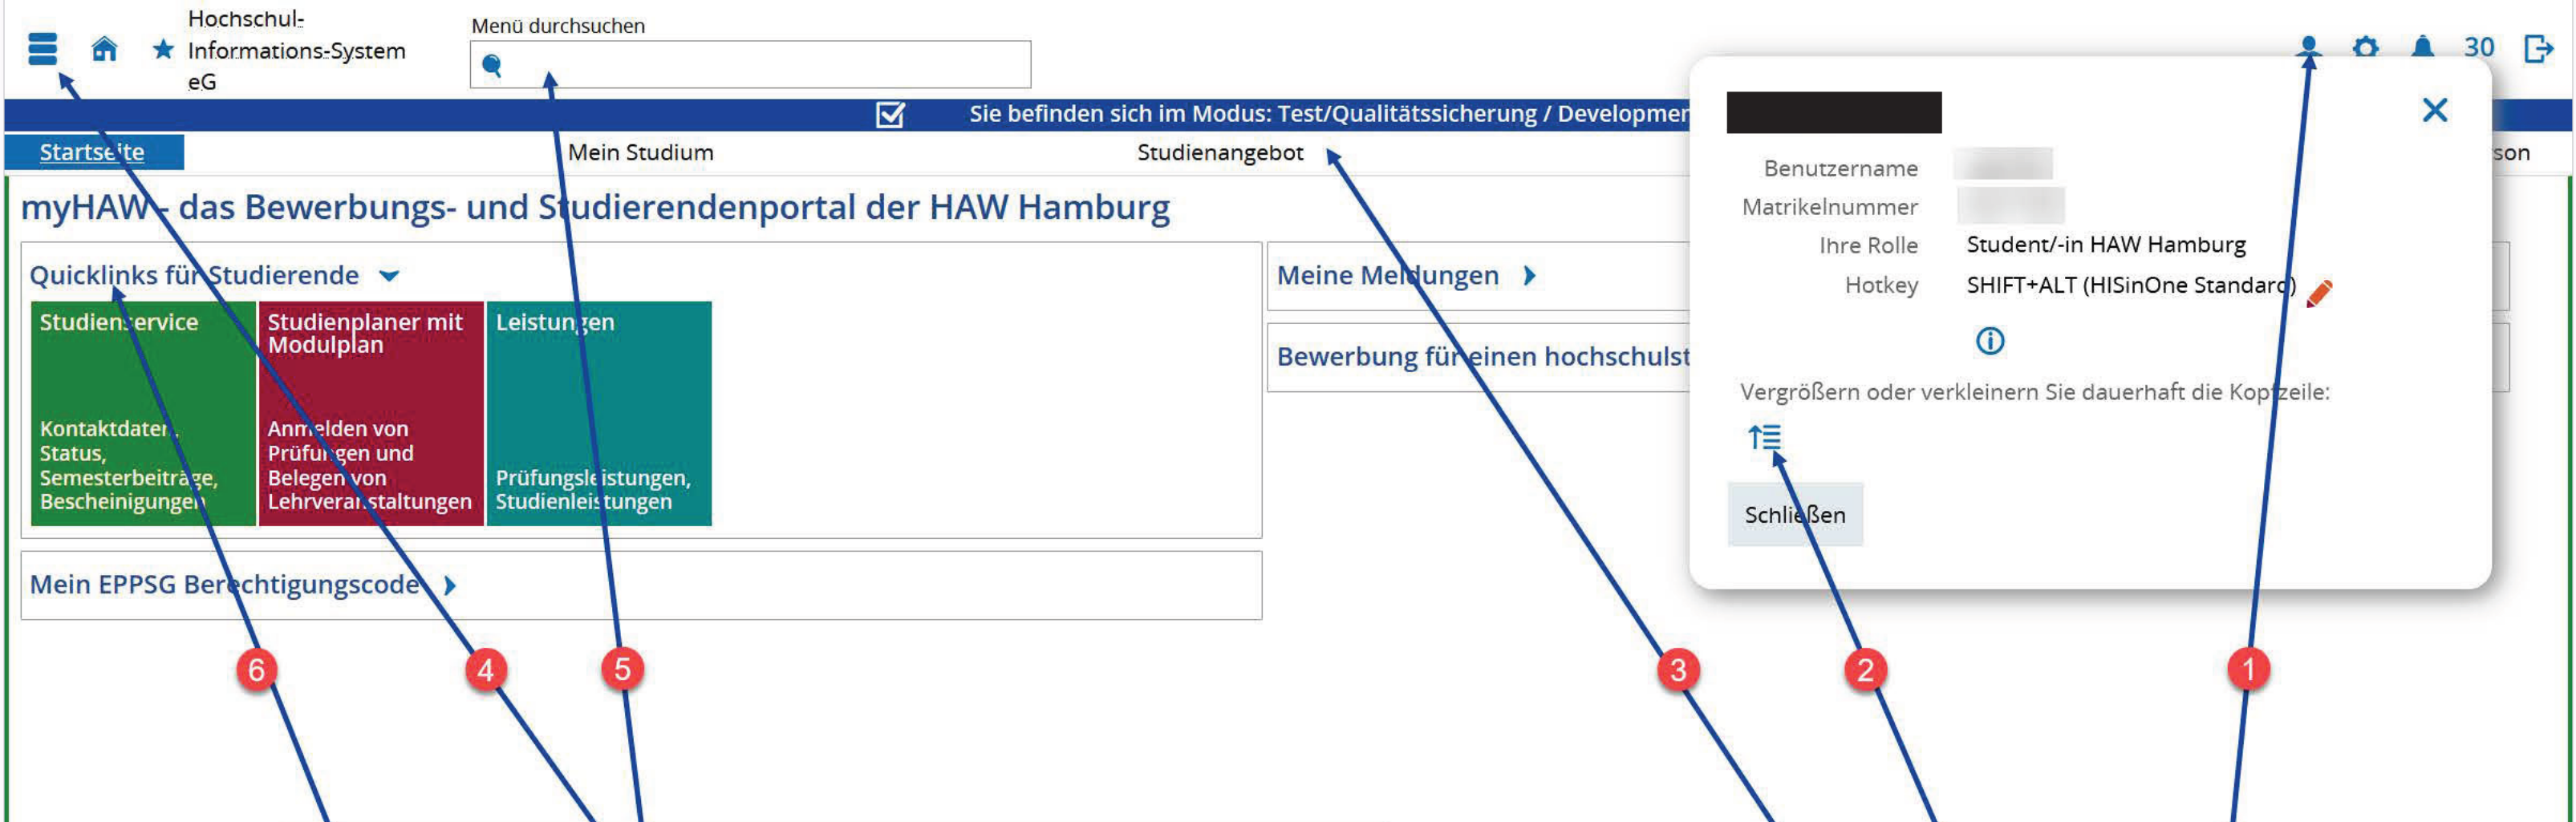 Hochschul-
Informations-System
eG
Menü durchsuchen
30
Sie befinden sich im Modus: Test/Qualitätssicherung / Developmer
Startseite
Mein Studium
Studienangebot
son
myHAW - das Bewerbungs- und Studierendenportal der HAW Hamburg
Quicklinks für Studierende
Studienservice
Kontaktdaten,
Status,
Semesterbeiträge,
Bescheinigungen
Studienplaner mit
Modulplan
Anmelden von
Prüfungen und
Belegen von
Lehrveranstaltungen
Leistungen
Prüfungsleistungen,
Studienleistungen
Mein EPPSG Berechtigungscode
Meine Meldungen
Bewerbung für einen hochschulst
Benutzername
Matrikelnummer
Ihre Rolle Student/-in HAW Hamburg
Hotkey SHIFT+ALT (HISinOne Standard)
Vergrößern oder verkleinern Sie dauerhaft die Kopfzeile:
Schließen
6
4
5
3
2
1